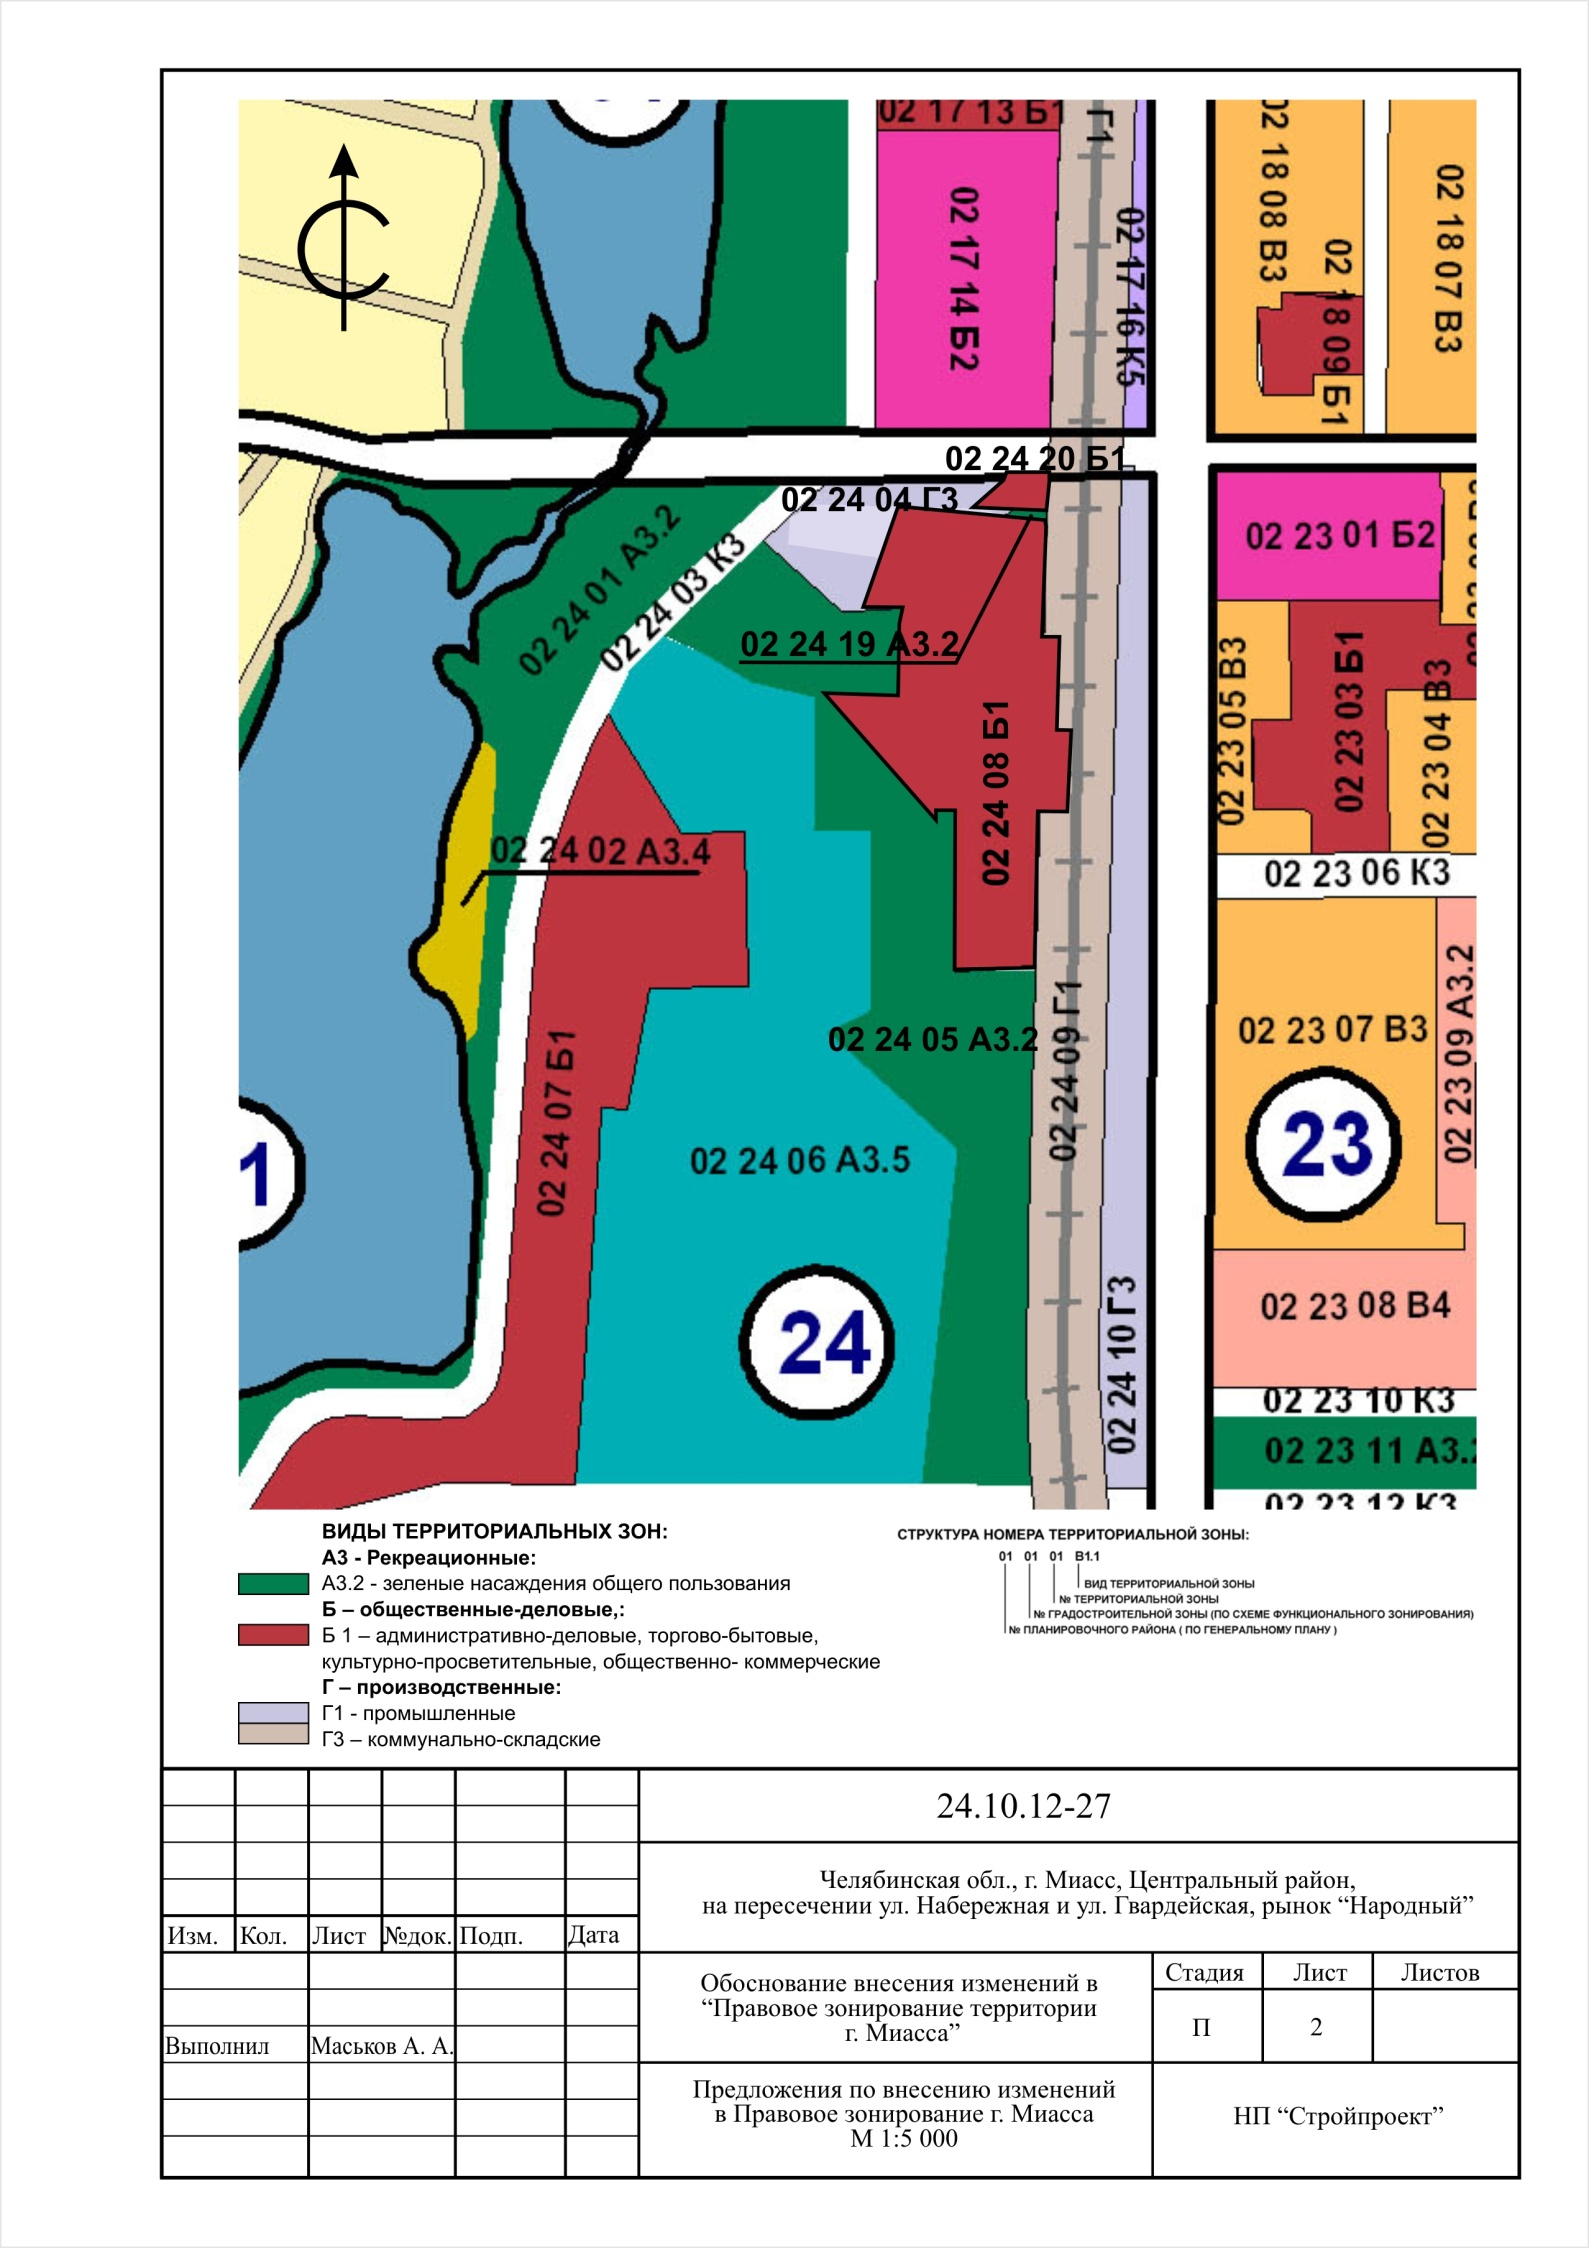 02 17 13 Б1
Г1
02 17 14 Б2
02 17 16 К5
02 18 08 В3
02 18 09 Б1
02 18 07 В3
С
02 24 20 Б1
02 24 04 Г3
02 24 01 А3.2
02 24 03 К3
02 24 19 А3.2
02 24 08 Б1
02 24 02 А3.4
02 24 05 А3.2
02 24 07 Б1
02 24 06 А3.5
02 24 09 Г1
02 24 10 Г3
1
24
02 23 01 Б2
02 23 05 В3
02 23 03 Б1
02 23 04 В3
02 23 06 К3
02 23 07 В3
02 23 09 А3.2
23
02 23 08 В4
02 23 10 К3
02 23 11 А3.2
02 23 12 К3
ВИДЫ ТЕРРИТОРИАЛЬНЫХ ЗОН:
А3 - Рекреационные:
А3.2 - зеленые насаждения общего пользования
Б – общественные-деловые,:
Б 1 – административно-деловые, торгово-бытовые,
культурно-просветительные, общественно- коммерческие
Г – производственные:
Г1 - промышленные
Г3 – коммунально-складские
СТРУКТУРА НОМЕРА ТЕРРИТОРИАЛЬНОЙ ЗОНЫ:
01 01 01 В1.1
ВИД ТЕРРИТОРИАЛЬНОЙ ЗОНЫ
№ ТЕРРИТОРИАЛЬНОЙ ЗОНЫ
№ ГРАДОСТРОИТЕЛЬНОЙ ЗОНЫ (ПО СХЕМЕ ФУНКЦИОНАЛЬНОГО ЗОНИРОВАНИЯ)
№ ПЛАНИРОВОЧНОГО РАЙОНА ( ПО ГЕНЕРАЛЬНОМУ ПЛАНУ )
24.10.12-27
Челябинская обл., г. Миасс, Центральный район,
на пересечении ул. Набережная и ул. Гвардейская, рынок “Народный”
Изм. Кол. Лист №док. Подп. Дата
Обоснование внесения изменений в
“Правовое зонирование территории
г. Миасса”
Стадия Лист Листов
П 2
Выполнил Маськов А. А.
Предложения по внесению изменений
в Правовое зонирование г. Миасса
М 1:5 000
НП “Стройпроект”